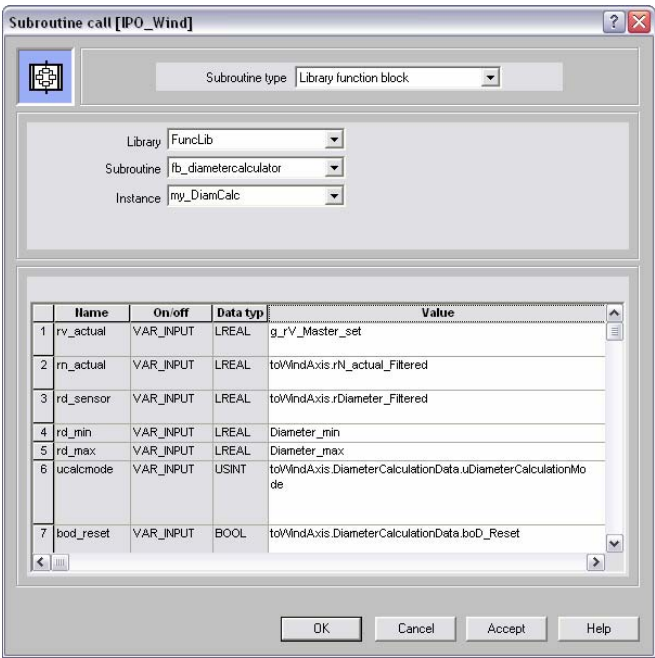 Subroutine call [IPO_Wind]
Subroutine type Library function block
Library FuncLib
Subroutine fb_diametercalculator
Instance my_DiamCalc
Name On/off Data typ Value
1 rv_actual VAR_INPUT LREAL g_rV_Master_set
2 rn_actual VAR_INPUT LREAL toWindAxis.rN_actual_Filtered
3 rd_sensor VAR_INPUT LREAL toWindAxis.rDiameter_Filtered
4 rd_min VAR_INPUT LREAL Diameter_min
5 rd_max VAR_INPUT LREAL Diameter_max
6 ucalcmode VAR_INPUT USINT toWindAxis.DiameterCalculationData.uDiameterCalculationMo
de
7 bod_reset VAR_INPUT BOOL toWindAxis.DiameterCalculationData.boD_Reset
OK Cancel Accept Help